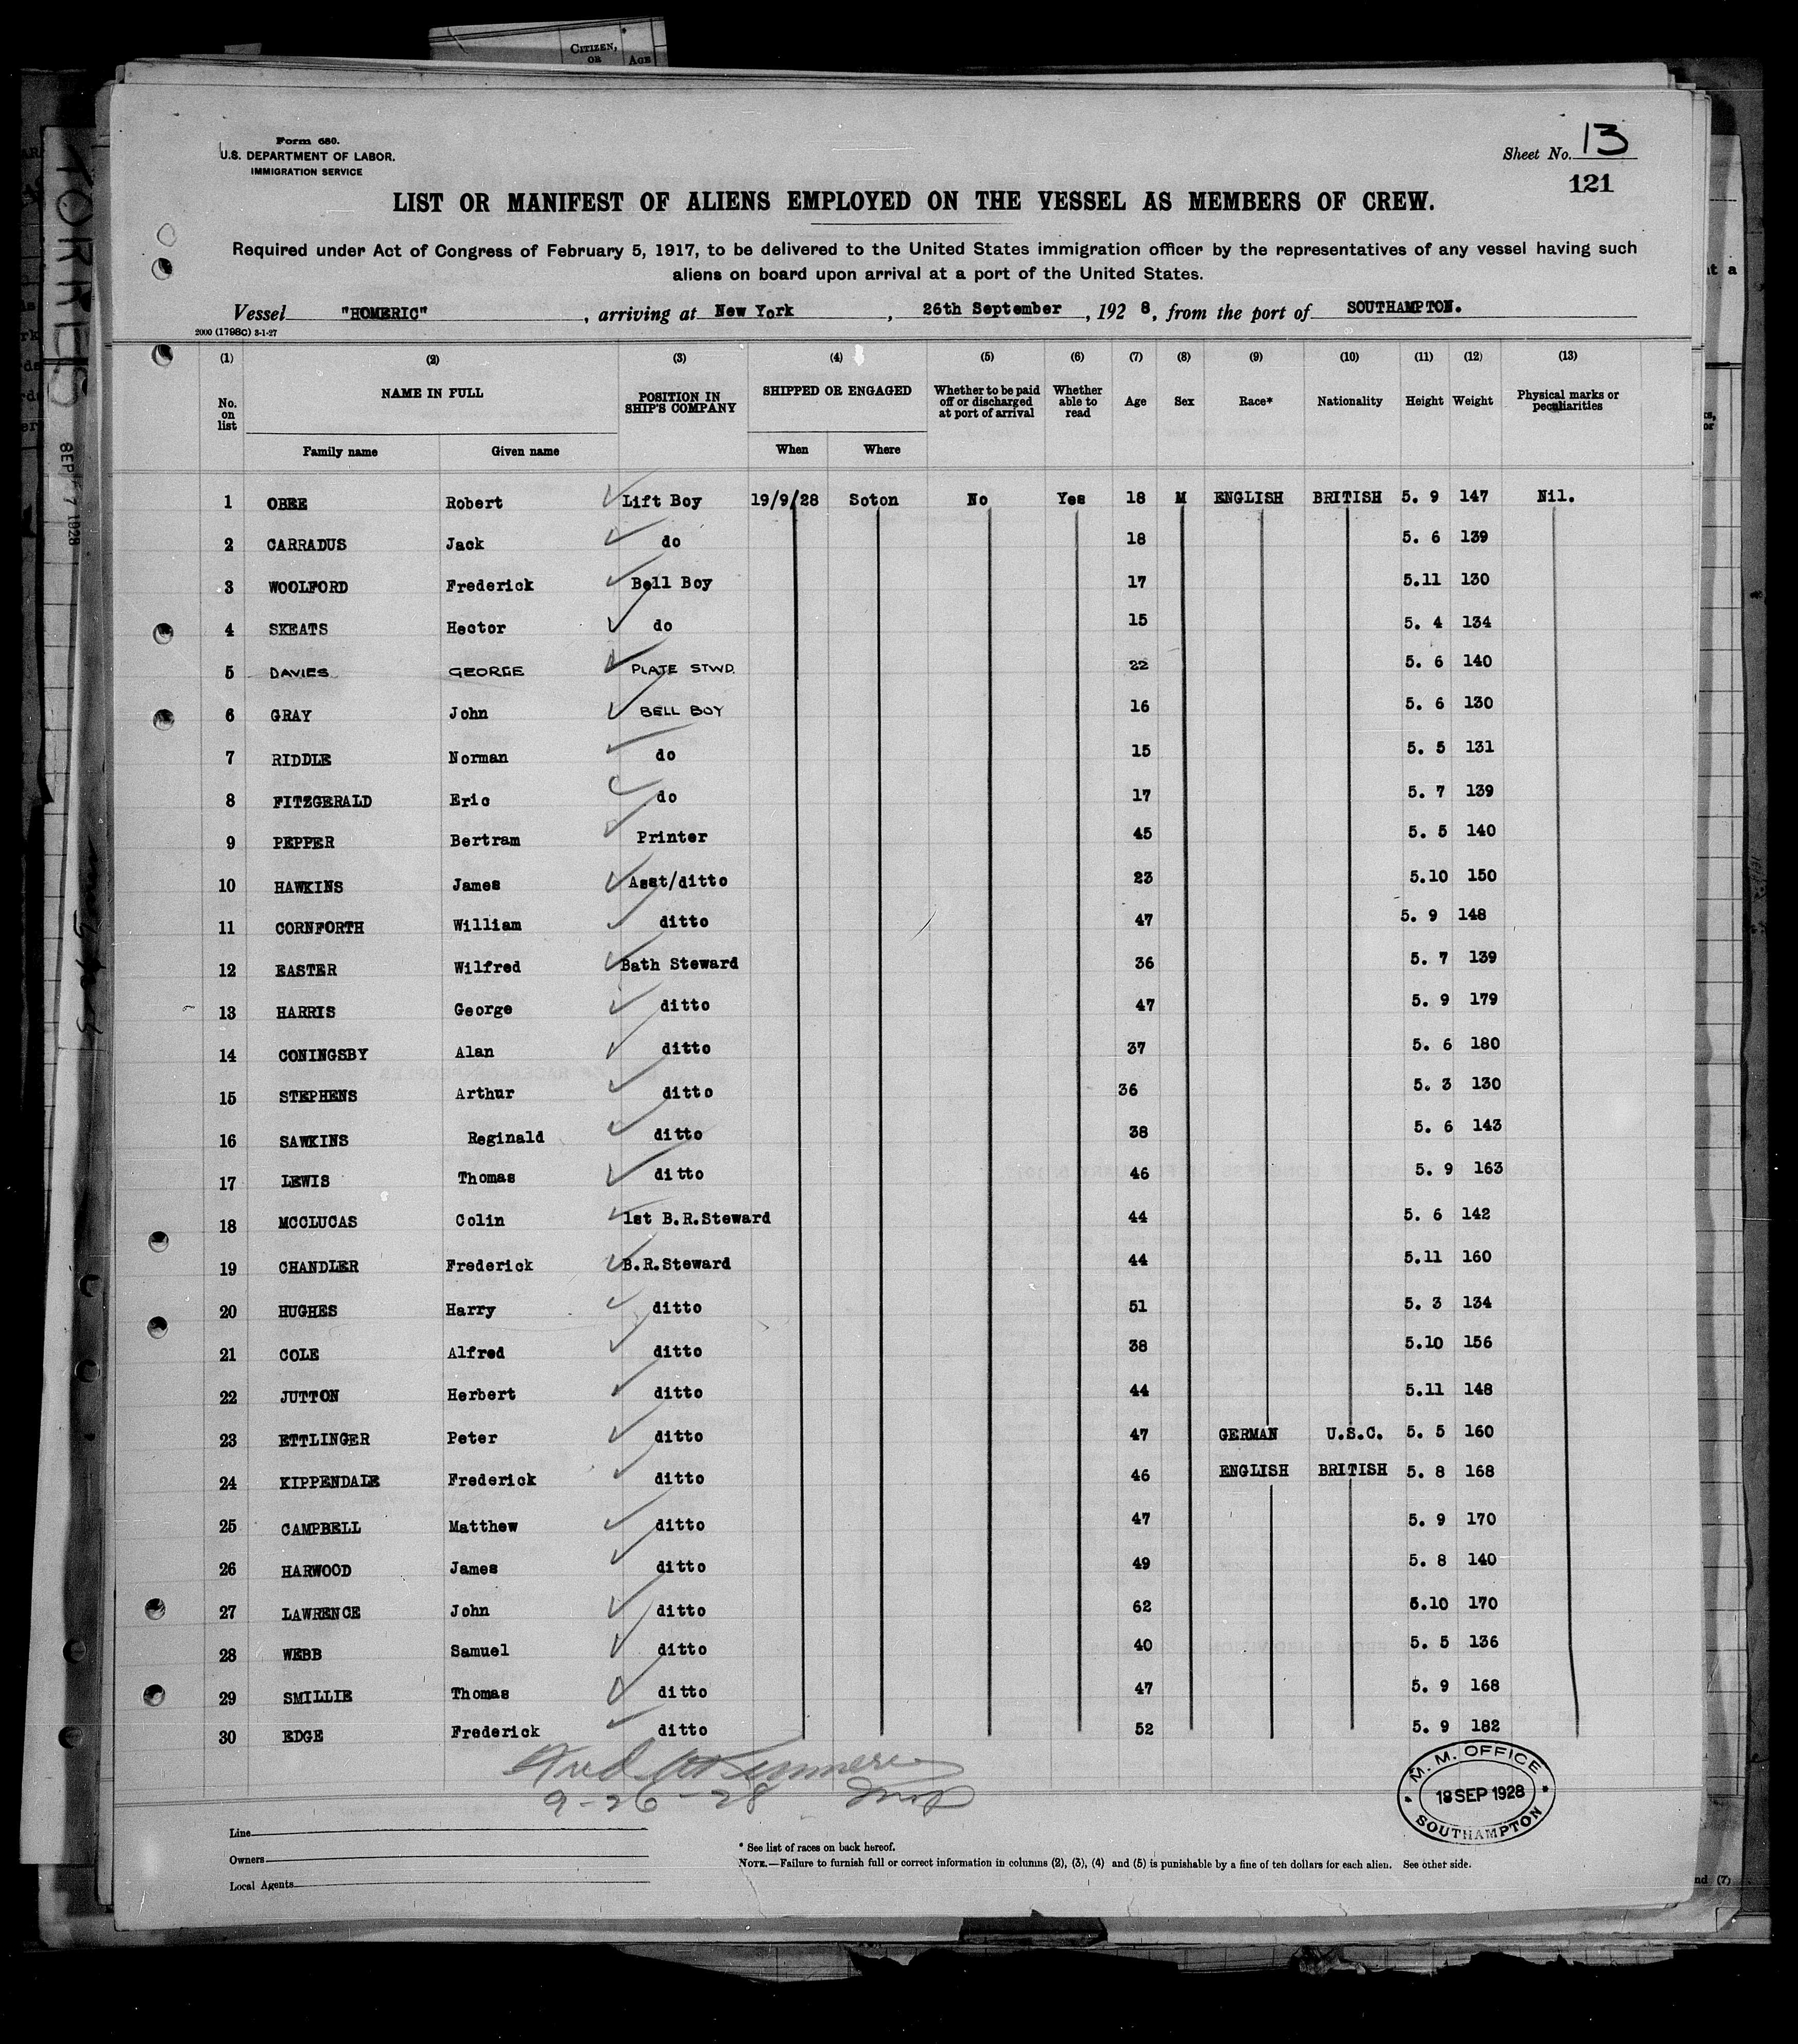 CITIZEN, OR AGE
Form 680.
U.S. DEPARTMENT OF LABOR.
IMMIGRATION SERVICE
Sheet No. 13
121
LIST OR MANIFEST OF ALIENS EMPLOYED ON THE VESSEL AS MEMBERS OF CREW.
Required under Act of Congress of February 5, 1917, to be delivered to the United States immigration officer by the representatives of any vessel having such
aliens on board upon arrival at a port of the United States.
Vessel "HOMERIC", arriving at New York, 26th September, 1928, from the port of SOUTHAMPTON.
2000 (1798c) 3-1-27
(1) (2) (3) (4) (5) (6) (7) (8) (9) (10) (11) (12) (13)
No. on list NAME IN FULL POSITION IN SHIP'S COMPANY SHIPPED OR ENGAGED Whether to be paid off or discharged at port of arrival Whether able to read Age Sex Race* Nationality Height Weight Physical marks or peculiarities
Family name Given name When Where
1 OBEE Robert Lift Boy 19/9/28 Soton No Yes 18 M ENGLISH BRITISH 5. 9 147 Nil.
2 CARRADUS Jack do 18 5. 6 139
3 WOOLFORD Frederick Bell Boy 17 5.11 130
4 SKEATS Hector do 15 5. 4 134
5 DAVIES GEORGE PLATE STWD. 22 5. 6 140
6 GRAY John BELL BOY 16 5. 6 130
7 RIDDLE Norman do 15 5. 5 131
8 FITZGERALD Eric do 17 5. 7 139
9 PEPPER Bertram Printer 45 5. 5 140
10 HAWKINS James Asst/ditto 23 5.10 150
11 CORNFORTH William ditto 47 5. 9 148
12 EASTER Wilfred Bath Steward 36 5. 7 139
13 HARRIS George ditto 47 5. 9 179
14 CONINGSBY Alan ditto 37 5. 6 180
15 STEPHENS Arthur ditto 36 5. 3 130
16 SAWKINS Reginald ditto 38 5. 6 143
17 LEWIS Thomas ditto 46 5. 9 163
18 MCCLUCAS Colin 1st B.R.Steward 44 5. 6 142
19 CHANDLER Frederick B.R.Steward 44 5.11 160
20 HUGHES Harry ditto 51 5. 3 134
21 COLE Alfred ditto 38 5.10 156
22 JUTTON Herbert ditto 44 5.11 148
23 ETTLINGER Peter ditto 47 GERMAN U.S.C. 5. 5 160
24 KIPPENDALE Frederick ditto 46 ENGLISH BRITISH 5. 8 168
25 CAMPBELL Matthew ditto 47 5. 9 170
26 HARWOOD James ditto 49 5. 8 140
27 LAWRENCE John ditto 62 5.10 170
28 WEBB Samuel ditto 40 5. 5 136
29 SMILLIE Thomas ditto 47 5. 9 168
30 EDGE Frederick ditto 52 5. 9 182
9-26-28
M. M. OFFICE
18 SEP 1928
SOUTHAMPTON
Line
Owners
Local Agents
* See list of races on back hereof.
NOTE.—Failure to furnish full or correct information in columns (2), (3), (4) and (5) is punishable by a fine of ten dollars for each alien. See other side.
TORRES